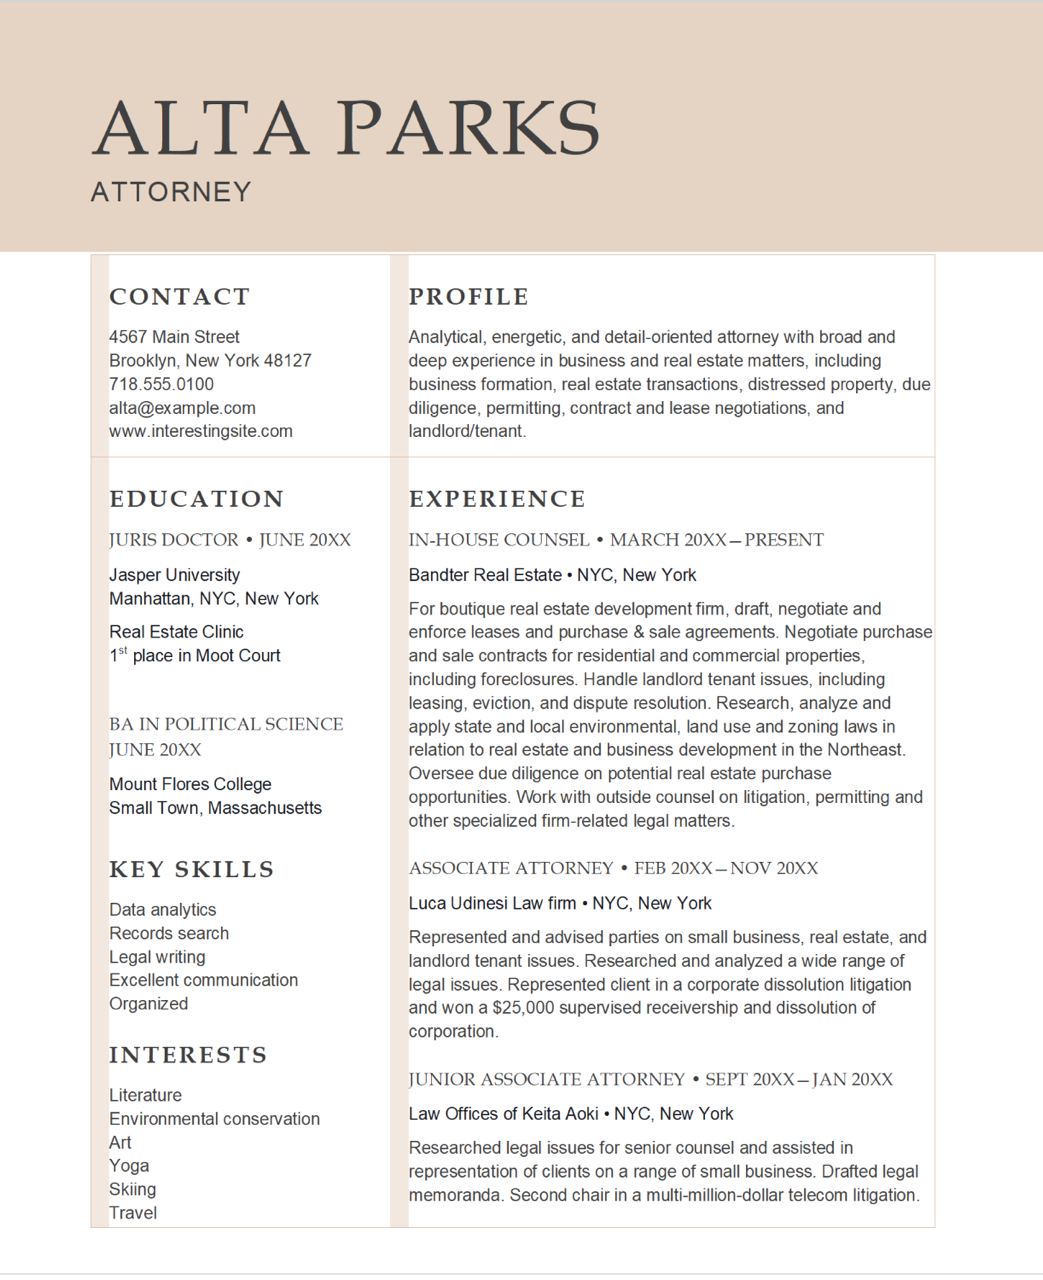 ALTA PARKS
ATTORNEY
CONTACT
4567 Main Street
Brooklyn, New York 48127
718.555.0100
alta@example.com
www.interestingsite.com
PROFILE
Analytical, energetic, and detail-oriented attorney with broad and
deep experience in business and real estate matters, including
business formation, real estate transactions, distressed property, due
diligence, permitting, contract and lease negotiations, and
landlord/tenant.
EDUCATION
JURIS DOCTOR • JUNE 20XX
Jasper University
Manhattan, NYC, New York
Real Estate Clinic
1st place in Moot Court
BA IN POLITICAL SCIENCE
JUNE 20XX
Mount Flores College
Small Town, Massachusetts
KEY SKILLS
Data analytics
Records search
Legal writing
Excellent communication
Organized
INTERESTS
Literature
Environmental conservation
Art
Yoga
Skiing
Travel
EXPERIENCE
IN-HOUSE COUNSEL • MARCH 20XX—PRESENT
Bandter Real Estate • NYC, New York
For boutique real estate development firm, draft, negotiate and
enforce leases and purchase & sale agreements. Negotiate purchase
and sale contracts for residential and commercial properties,
including foreclosures. Handle landlord tenant issues, including
leasing, eviction, and dispute resolution. Research, analyze and
apply state and local environmental, land use and zoning laws in
relation to real estate and business development in the Northeast.
Oversee due diligence on potential real estate purchase
opportunities. Work with outside counsel on litigation, permitting and
other specialized firm-related legal matters.
ASSOCIATE ATTORNEY • FEB 20XX—NOV 20XX
Luca Udinesi Law firm • NYC, New York
Represented and advised parties on small business, real estate, and
landlord tenant issues. Researched and analyzed a wide range of
legal issues. Represented client in a corporate dissolution litigation
and won a $25,000 supervised receivership and dissolution of
corporation.
JUNIOR ASSOCIATE ATTORNEY • SEPT 20XX—JAN 20XX
Law Offices of Keita Aoki • NYC, New York
Researched legal issues for senior counsel and assisted in
representation of clients on a range of small business. Drafted legal
memoranda. Second chair in a multi-million-dollar telecom litigation.